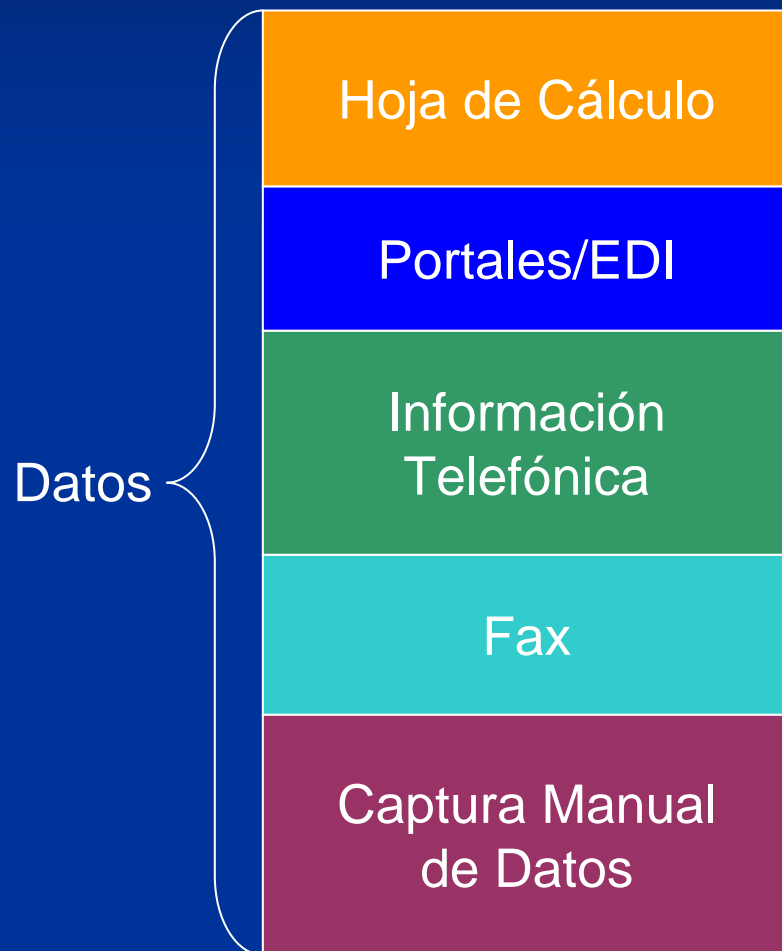 Hoja de Cálculo
Portales/EDI
Información
Telefónica
Datos
Fax
Captura Manual
de Datos